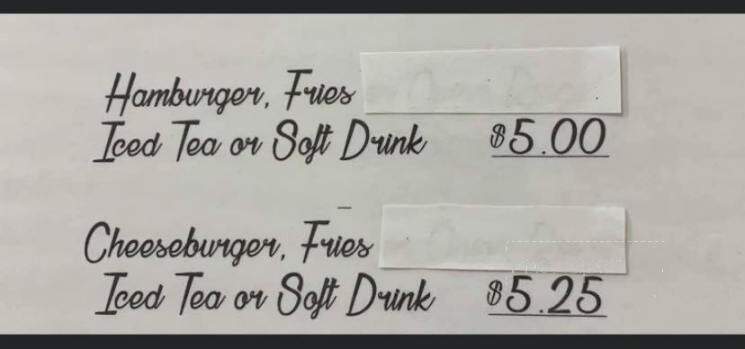 Hamburger, Fries
Iced Tea or Soft Drink $5.00
Cheeseburger, Fries
Iced Tea or Soft Drink $5.25